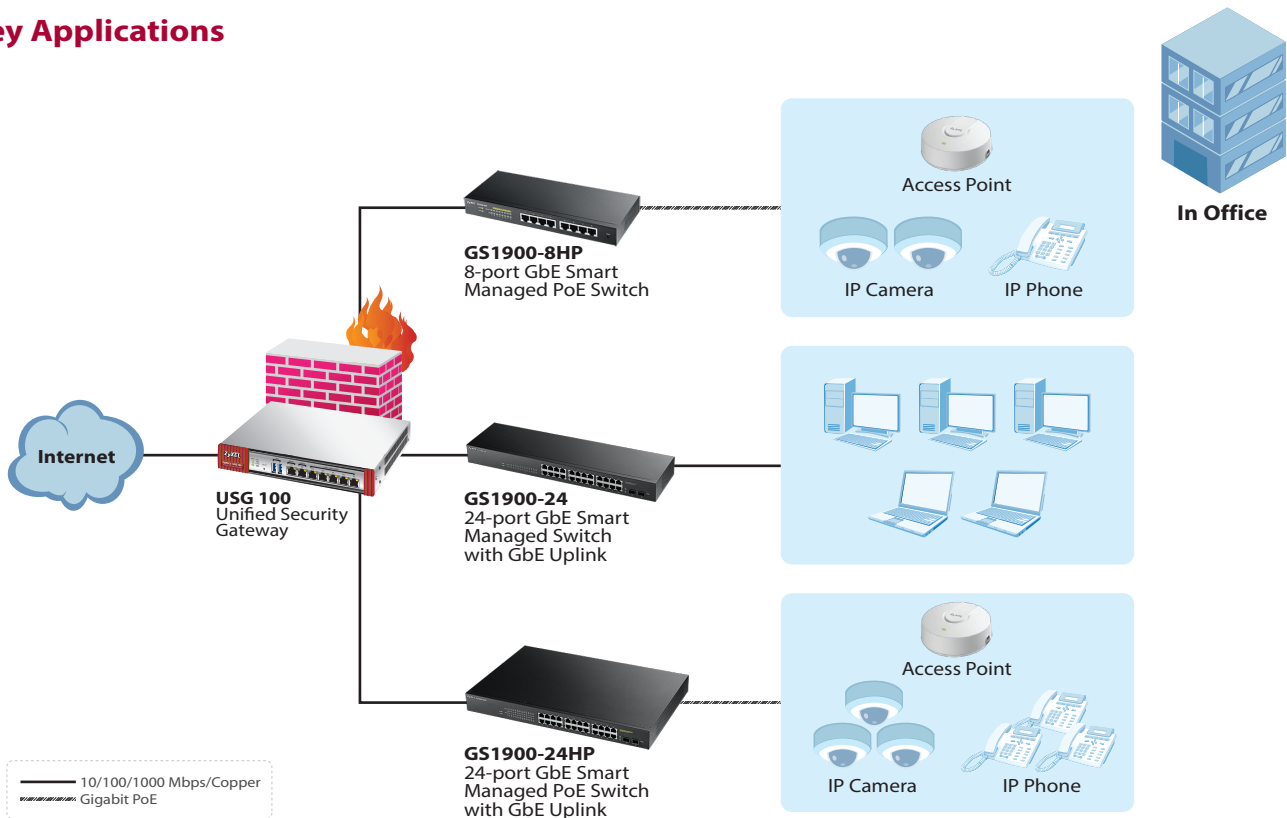 ey Applications
Access Point
In Office
GS1900-8HP
8-port GbE Smart
Managed PoE Switch
IP Camera
IP Phone
Internet
ZyXEL
USG 100
Unified Security
Gateway
GS1900-24
24-port GbE Smart
Managed Switch
with GbE Uplink
Access Point
GS1900-24HP
24-port GbE Smart
Managed PoE Switch
with GbE Uplink
IP Camera
IP Phone
10/100/1000 Mbps/Copper
Gigabit PoE